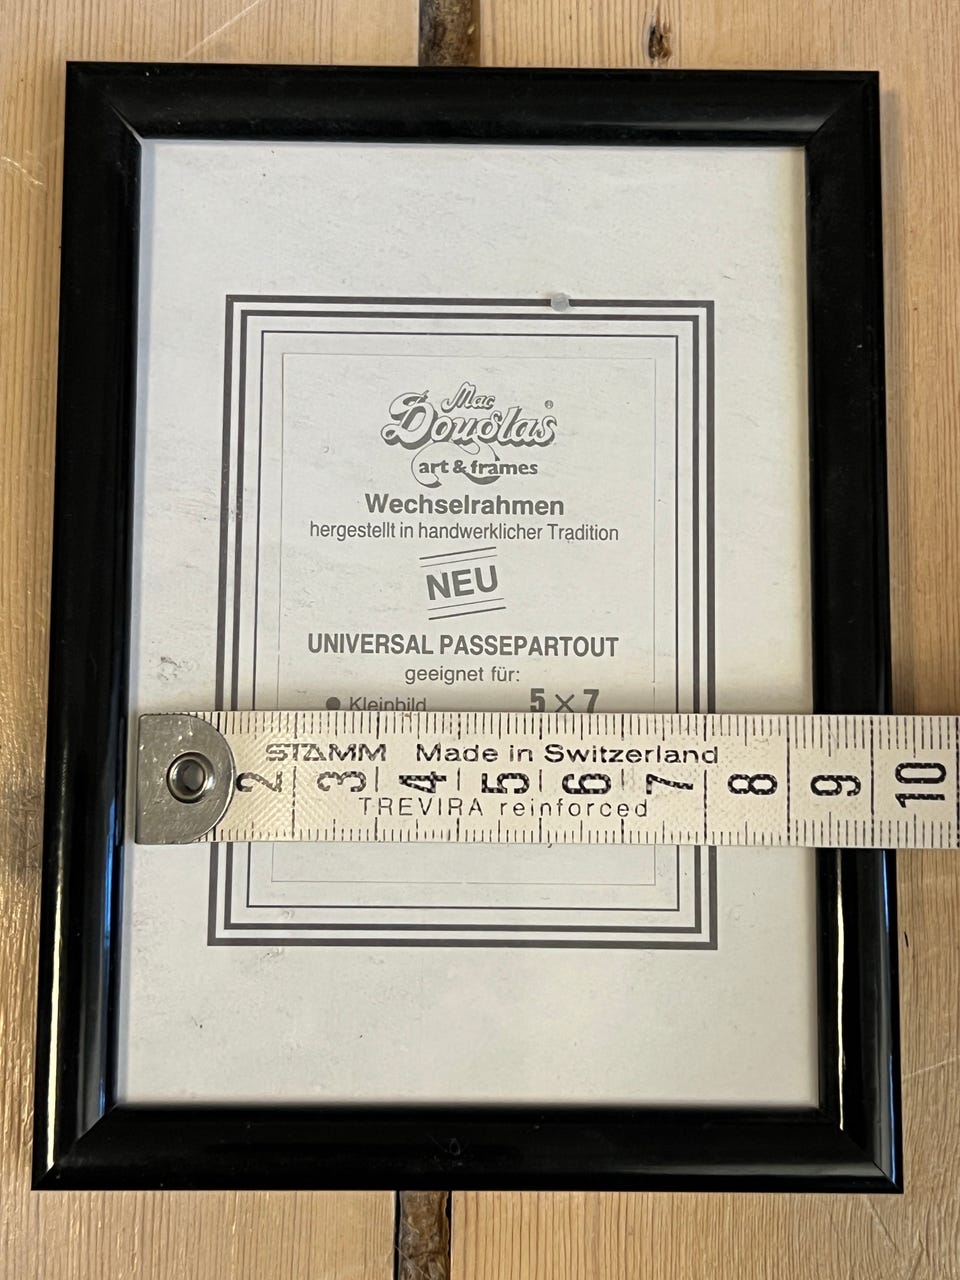 Mac
Douglas®
art & frames
Wechselrahmen
hergestellt in handwerklicher Tradition
NEU
UNIVERSAL PASSEPARTOUT
geeignet für:
● Kleinbild 5 × 7
STAMM Made in Switzerland
2 3 4 5 6 7 8 9 10
TREVIRA reinforced